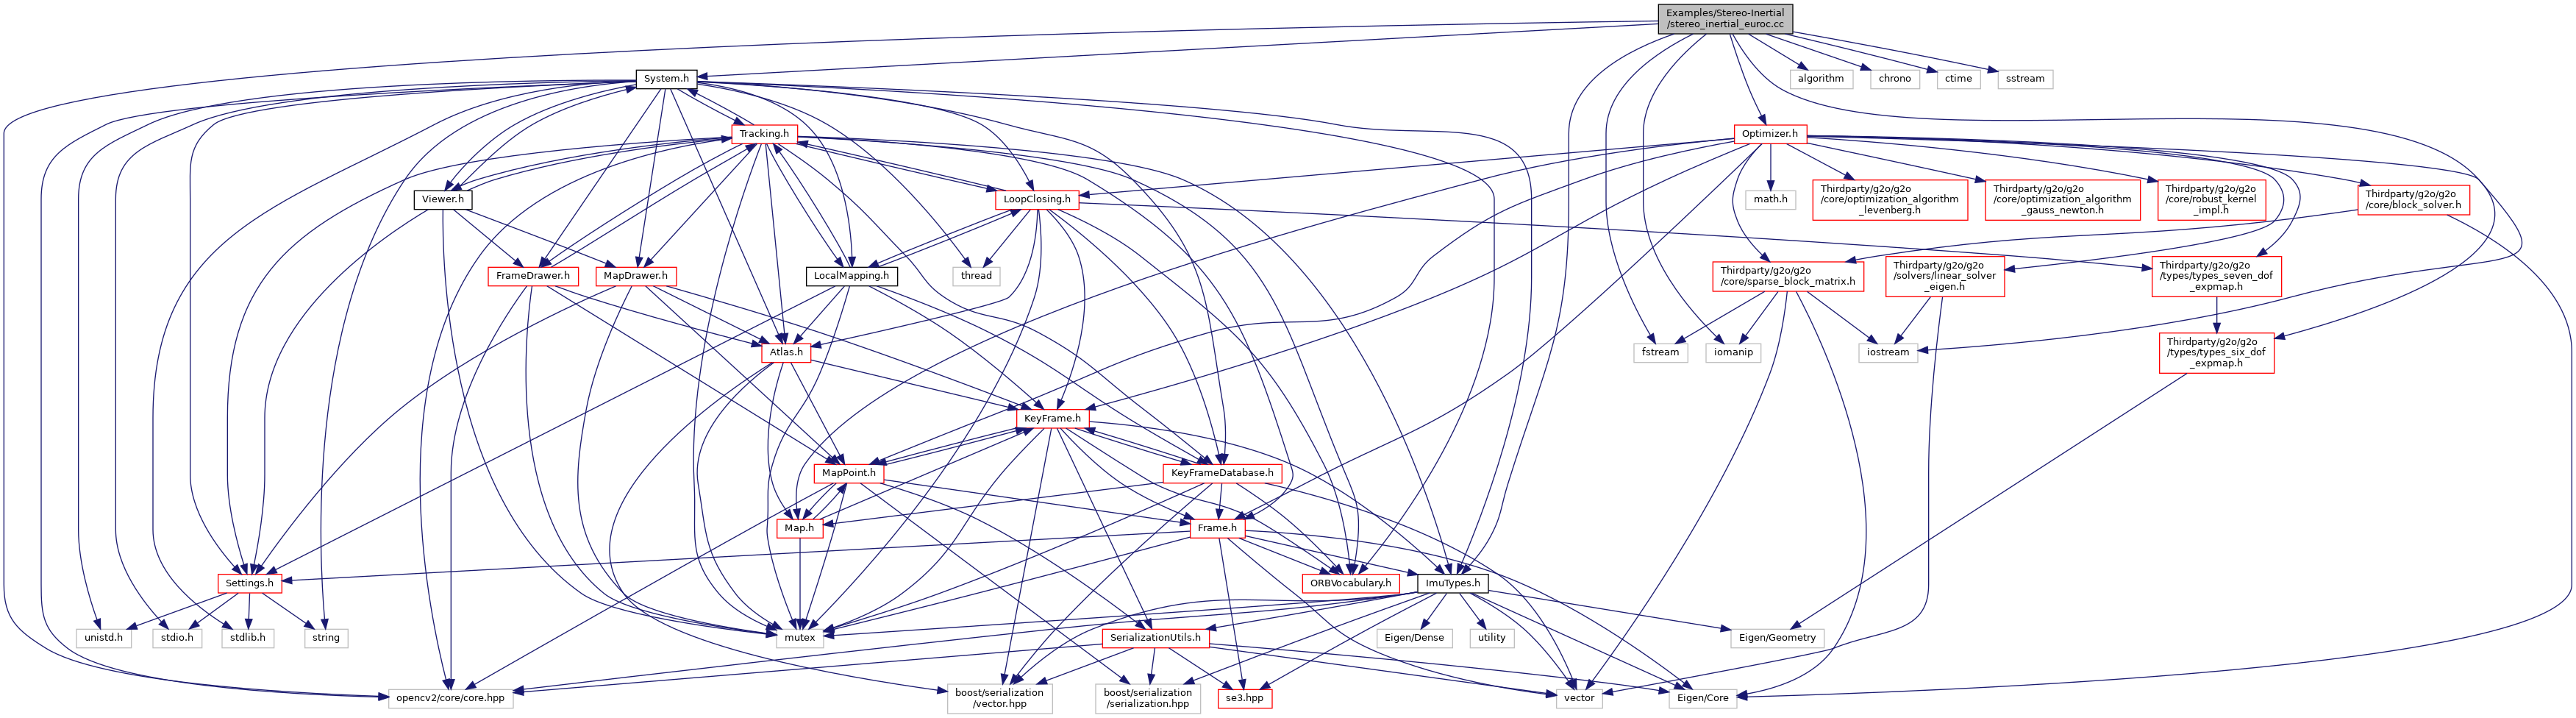 Examples/Stereo-Inertial
/stereo_inertial_euroc.cc
System.h
algorithm
chrono
ctime
sstream
Tracking.h
Optimizer.h
Viewer.h
LoopClosing.h
math.h
Thirdparty/g2o/g2o
/core/optimization_algorithm
_levenberg.h
Thirdparty/g2o/g2o
/core/optimization_algorithm
_gauss_newton.h
Thirdparty/g2o/g2o
/core/robust_kernel
_impl.h
Thirdparty/g2o/g2o
/core/block_solver.h
FrameDrawer.h
MapDrawer.h
LocalMapping.h
thread
Thirdparty/g2o/g2o
/core/sparse_block_matrix.h
Thirdparty/g2o/g2o
/solvers/linear_solver
_eigen.h
Thirdparty/g2o/g2o
/types/types_seven_dof
_expmap.h
Atlas.h
fstream
iomanip
iostream
Thirdparty/g2o/g2o
/types/types_six_dof
_expmap.h
KeyFrame.h
MapPoint.h
KeyFrameDatabase.h
Map.h
Frame.h
Settings.h
ORBVocabulary.h
ImuTypes.h
unistd.h
stdio.h
stdlib.h
string
mutex
SerializationUtils.h
Eigen/Dense
utility
Eigen/Geometry
opencv2/core/core.hpp
boost/serialization
/vector.hpp
boost/serialization
/serialization.hpp
se3.hpp
vector
Eigen/Core